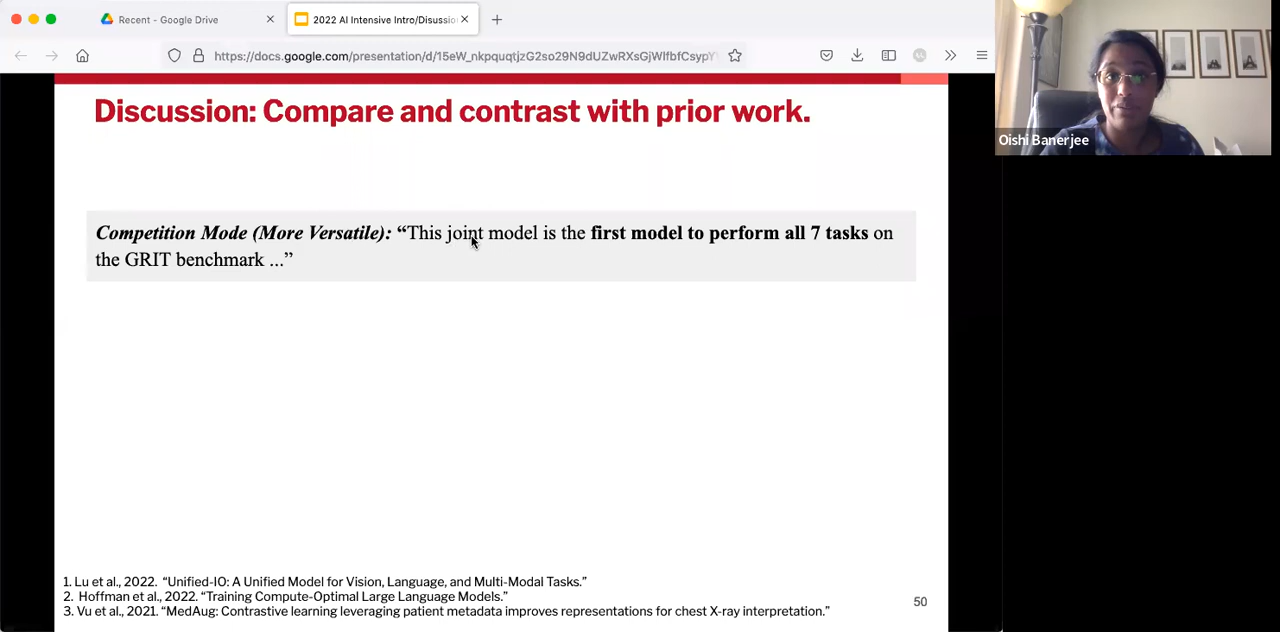 Recent - Google Drive
2022 AI Intensive Intro/Disussio
https://docs.google.com/presentation/d/15eW_nkpquqtjzG2so29N9dUZwRXsGjWlfbfCsypY
Oishi Banerjee
Discussion: Compare and contrast with prior work.
Competition Mode (More Versatile): “This joint model is the first model to perform all 7 tasks on
the GRIT benchmark ...”
1. Lu et al., 2022. “Unified-IO: A Unified Model for Vision, Language, and Multi-Modal Tasks.”
2. Hoffman et al., 2022. “Training Compute-Optimal Large Language Models.”
3. Vu et al., 2021. “MedAug: Contrastive learning leveraging patient metadata improves representations for chest X-ray interpretation.”
50